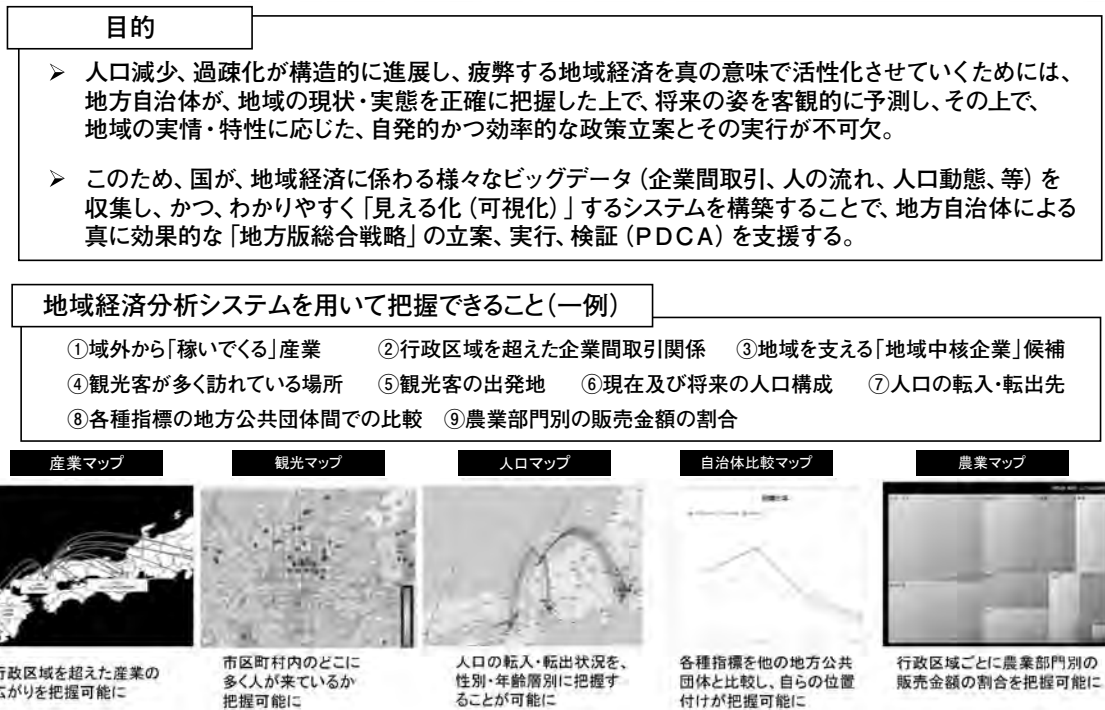 目的
➢ 人口減少、過疎化が構造的に進展し、疲弊する地域経済を真の意味で活性化させていくためには、
地方自治体が、地域の現状・実態を正確に把握した上で、将来の姿を客観的に予測し、その上で、
地域の実情・特性に応じた、自発的かつ効率的な政策立案とその実行が不可欠。
➢ このため、国が、地域経済に係わる様々なビッグデータ（企業間取引、人の流れ、人口動態、等）を
収集し、かつ、わかりやすく「見える化（可視化）」するシステムを構築することで、地方自治体による
真に効果的な「地方版総合戦略」の立案、実行、検証（PDCA）を支援する。
地域経済分析システムを用いて把握できること（一例）
①域外から「稼いでくる」産業 ②行政区域を超えた企業間取引関係 ③地域を支える「地域中核企業」候補
④観光客が多く訪れている場所 ⑤観光客の出発地 ⑥現在及び将来の人口構成 ⑦人口の転入・転出先
⑧各種指標の地方公共団体間での比較 ⑨農業部門別の販売金額の割合
産業マップ 観光マップ 人口マップ 自治体比較マップ 農業マップ
行政区域を超えた産業の
広がりを把握可能に
市区町村内のどこに
多く人が来ているか
把握可能に
人口の転入・転出状況を、
性別・年齢層別に把握す
ることが可能に
各種指標を他の地方公共
団体と比較し、自らの位置
付けが把握可能に
行政区域ごとに農業部門別の
販売金額の割合を把握可能に